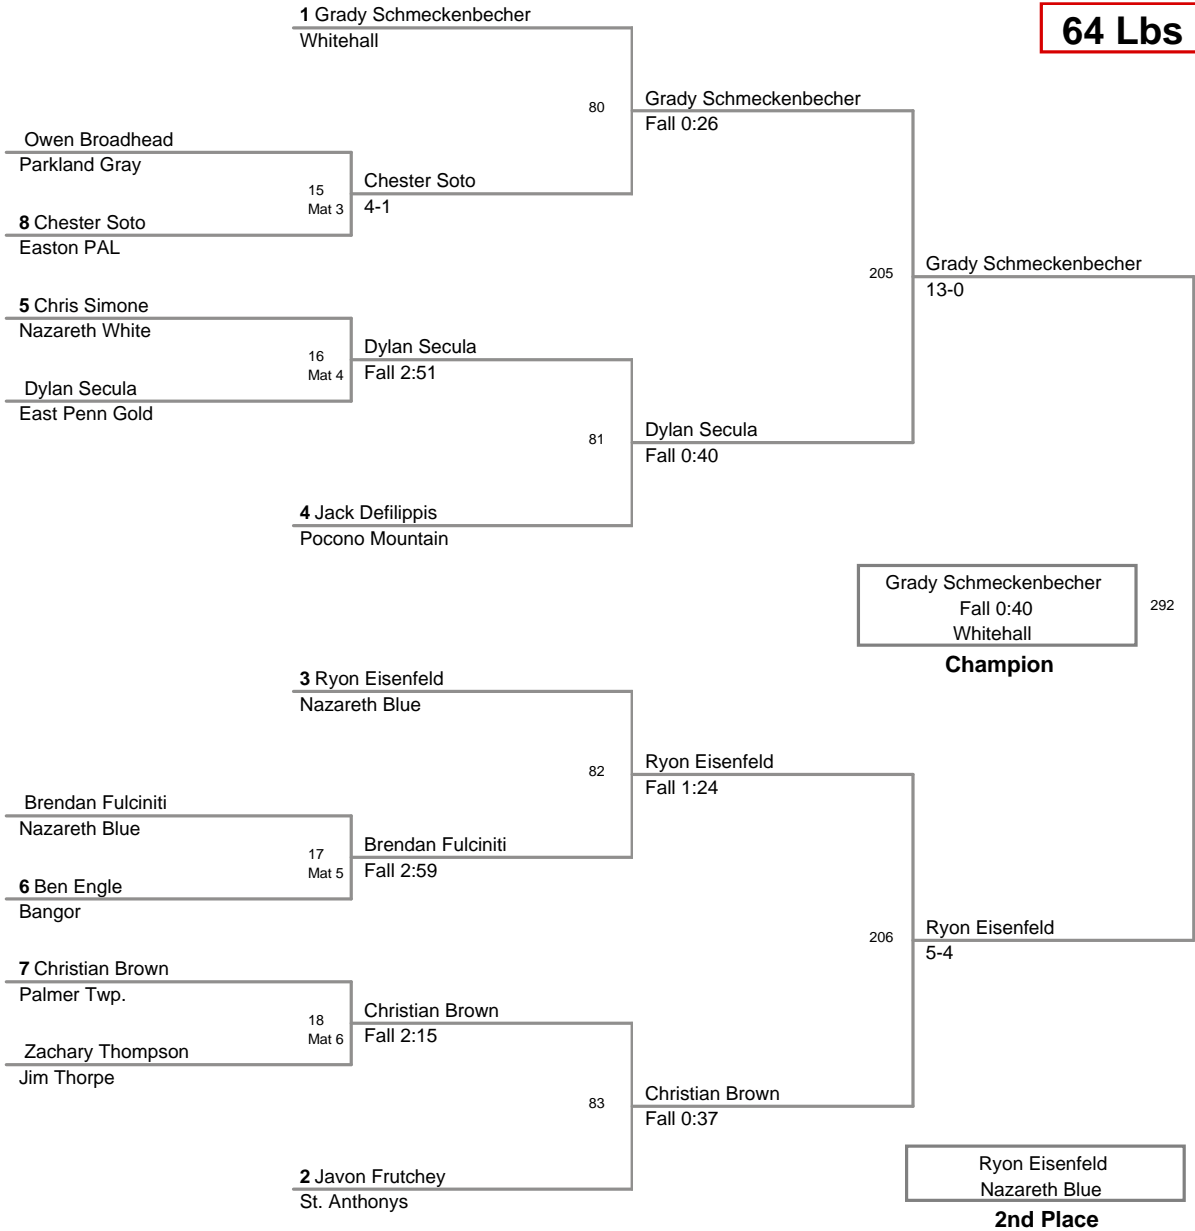 1 Grady Schmeckenbecher
Whitehall
64 Lbs
80
Grady Schmeckenbecher
Fall 0:26
Owen Broadhead
Parkland Gray
15
Mat 3
Chester Soto
4-1
8 Chester Soto
Easton PAL
205
Grady Schmeckenbecher
13-0
5 Chris Simone
Nazareth White
16
Mat 4
Dylan Secula
Fall 2:51
Dylan Secula
East Penn Gold
81
Dylan Secula
Fall 0:40
4 Jack Defilippis
Pocono Mountain
Grady Schmeckenbecher
Fall 0:40
Whitehall
292
Champion
3 Ryon Eisenfeld
Nazareth Blue
82
Ryon Eisenfeld
Fall 1:24
Brendan Fulciniti
Nazareth Blue
17
Mat 5
Brendan Fulciniti
Fall 2:59
6 Ben Engle
Bangor
206
Ryon Eisenfeld
5-4
7 Christian Brown
Palmer Twp.
18
Mat 6
Christian Brown
Fall 2:15
Zachary Thompson
Jim Thorpe
83
Christian Brown
Fall 0:37
2 Javon Frutchey
St. Anthonys
Ryon Eisenfeld
Nazareth Blue
2nd Place